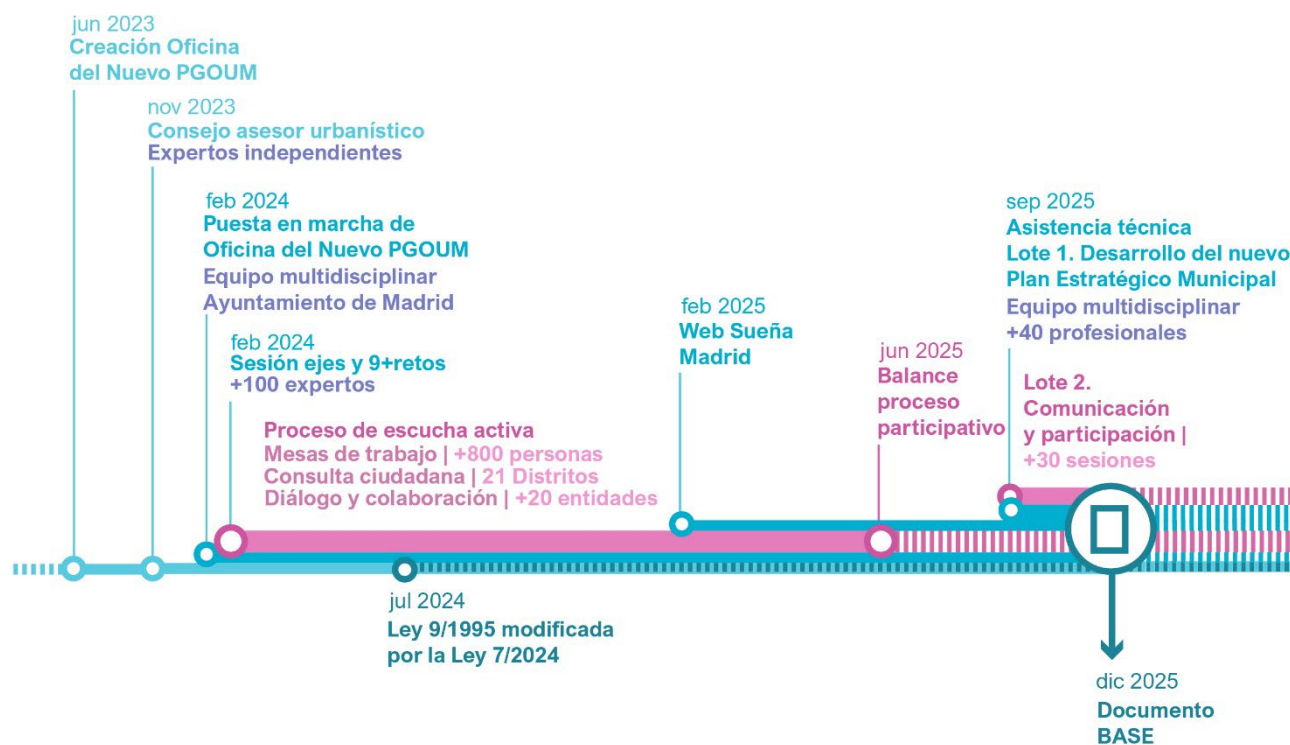 jun 2023
Creación Oficina
del Nuevo PGOUM
nov 2023
Consejo asesor urbanístico
Expertos independientes
feb 2024
Puesta en marcha de
Oficina del Nuevo PGOUM
Equipo multidisciplinar
Ayuntamiento de Madrid
feb 2024
Sesión ejes y 9+retos
+100 expertos
Proceso de escucha activa
Mesas de trabajo | +800 personas
Consulta ciudadana | 21 Distritos
Diálogo y colaboración | +20 entidades
jul 2024
Ley 9/1995 modificada
por la Ley 7/2024
feb 2025
Web Sueña
Madrid
jun 2025
Balance
proceso
participativo
sep 2025
Asistencia técnica
Lote 1. Desarrollo del nuevo
Plan Estratégico Municipal
Equipo multidisciplinar
+40 profesionales
Lote 2.
Comunicación
y participación |
+30 sesiones
dic 2025
Documento
BASE